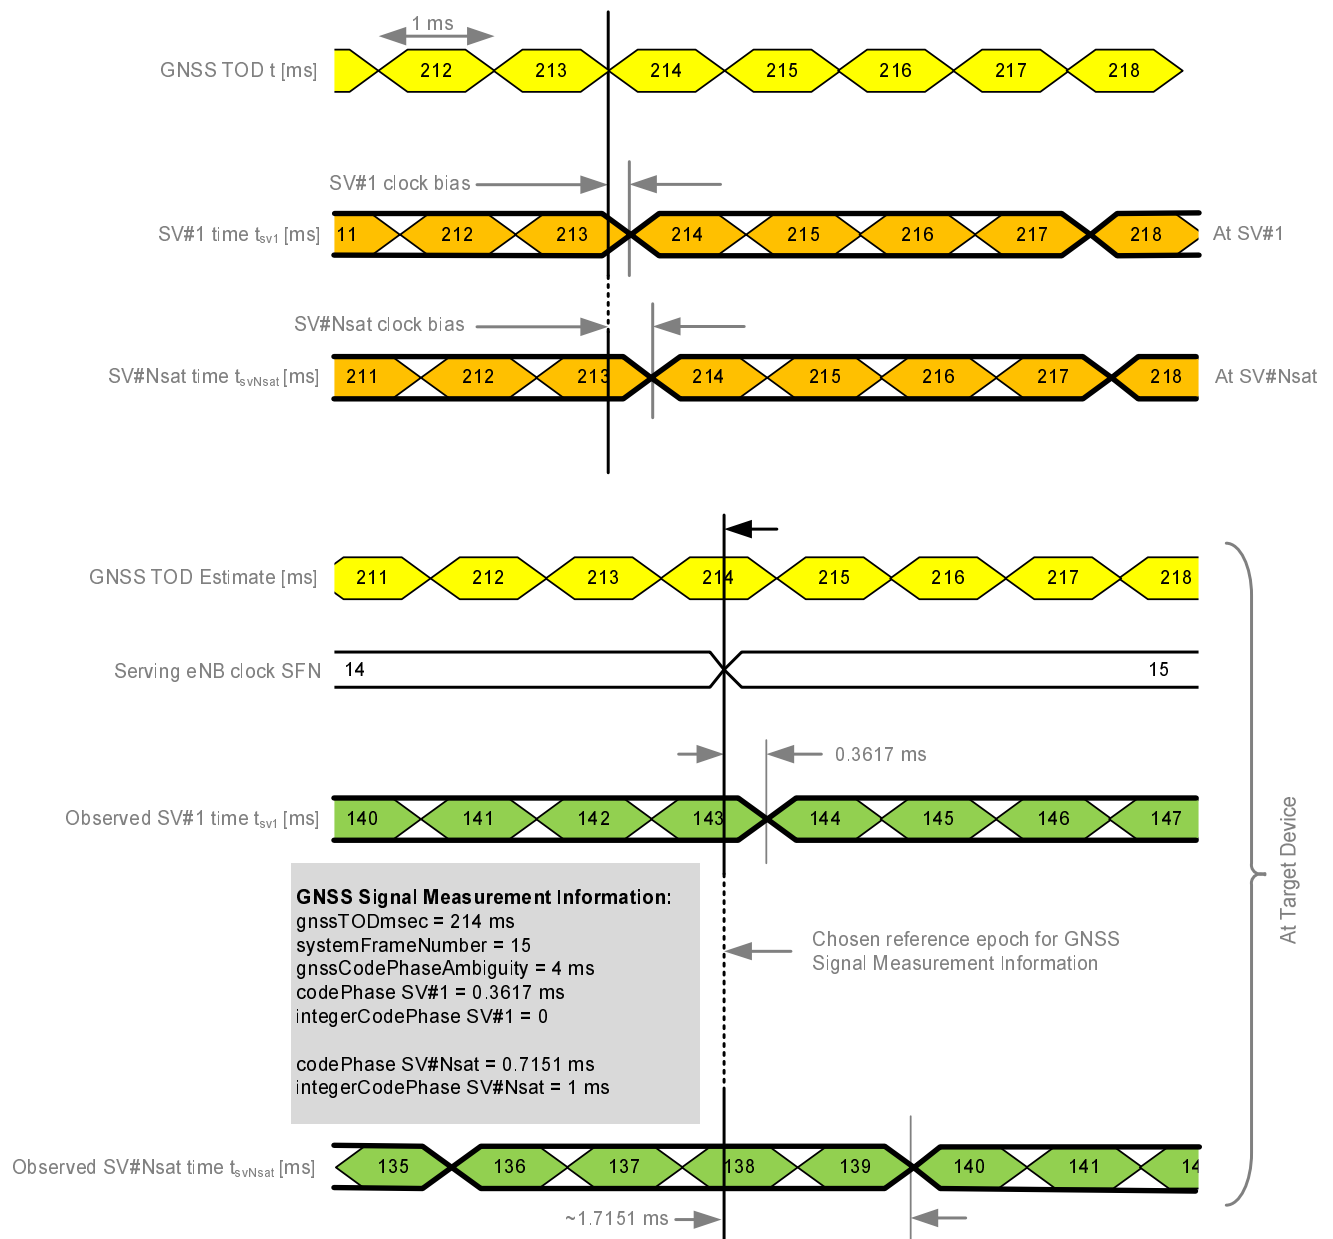 1 ms
GNSS TOD t [ms]
212 213 214 215 216 217 218
SV#1 clock bias
SV#1 time tsv1 [ms]
11 212 213 214 215 216 217 218
At SV#1
SV#Nsat clock bias
SV#Nsat time tsvNsat [ms]
211 212 213 214 215 216 217 218
At SV#Nsat
GNSS TOD Estimate [ms]
211 212 213 214 215 216 217 218
Serving eNB clock SFN
14 15
0.3617 ms
Observed SV#1 time tsv1 [ms]
140 141 142 143 144 145 146 147
GNSS Signal Measurement Information:
gnssTODmsec = 214 ms
systemFrameNumber = 15
gnssCodePhaseAmbiguity = 4 ms
codePhase SV#1 = 0.3617 ms
integerCodePhase SV#1 = 0
codePhase SV#Nsat = 0.7151 ms
integerCodePhase SV#Nsat = 1 ms
Chosen reference epoch for GNSS
Signal Measurement Information
At Target Device
Observed SV#Nsat time tsvNsat [ms]
135 136 137 138 139 140 141 14
~1.7151 ms